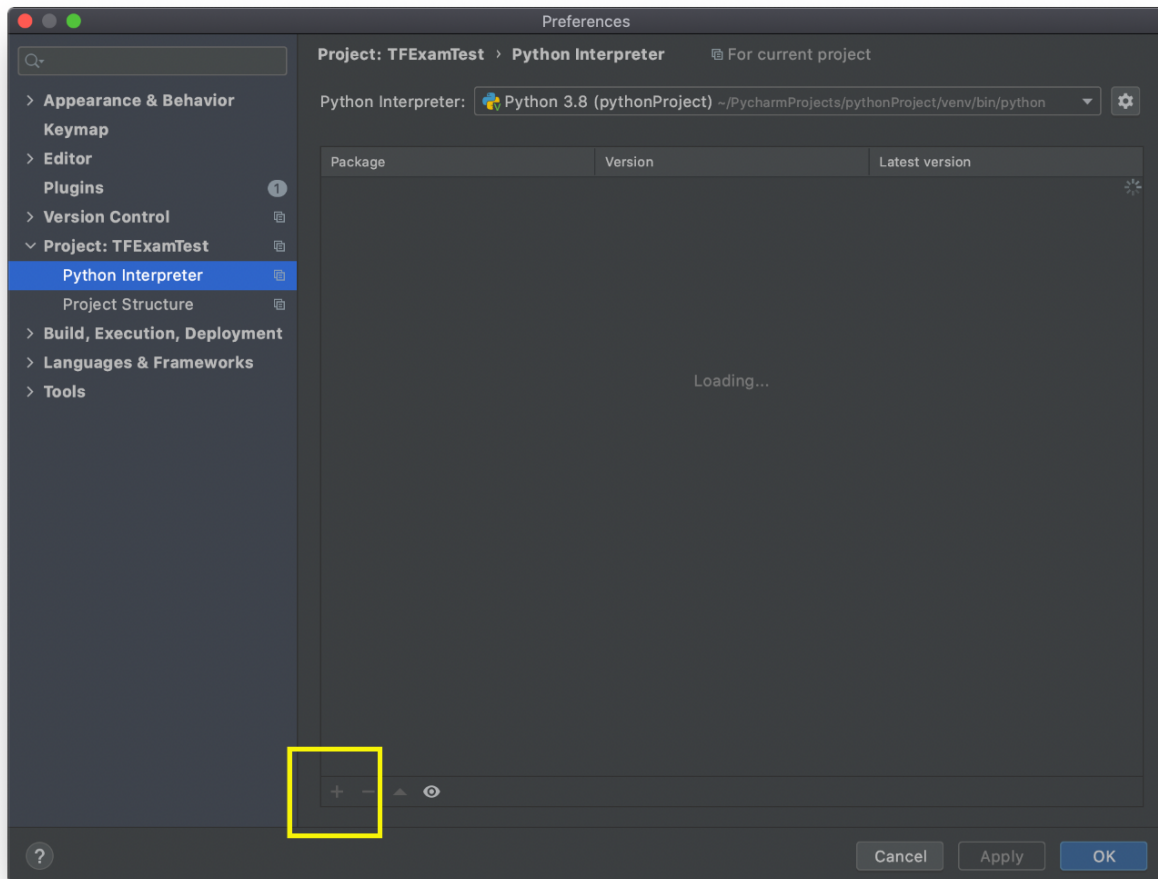 Preferences
Appearance & Behavior
Keymap
Editor
Plugins 1
Version Control
Project: TFExamTest
Python Interpreter
Project Structure
Build, Execution, Deployment
Languages & Frameworks
Tools
Project: TFExamTest › Python Interpreter For current project
Python Interpreter: Python 3.8 (pythonProject) ~/PycharmProjects/pythonProject/venv/bin/python
Package Version Latest version
Loading...
?
Cancel Apply OK